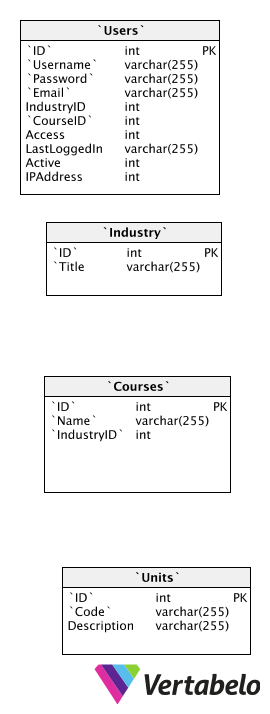 `Users`
`ID` int PK
`Username` varchar(255)
`Password` varchar(255)
`Email` varchar(255)
IndustryID int
`CourseID` int
Access int
LastLoggedIn varchar(255)
Active int
IPAddress int
`Industry`
`ID` int PK
`Title varchar(255)
`Courses`
`ID` int PK
`Name` varchar(255)
`IndustryID` int
`Units`
`ID` int PK
`Code` varchar(255)
Description varchar(255)
Vertabelo